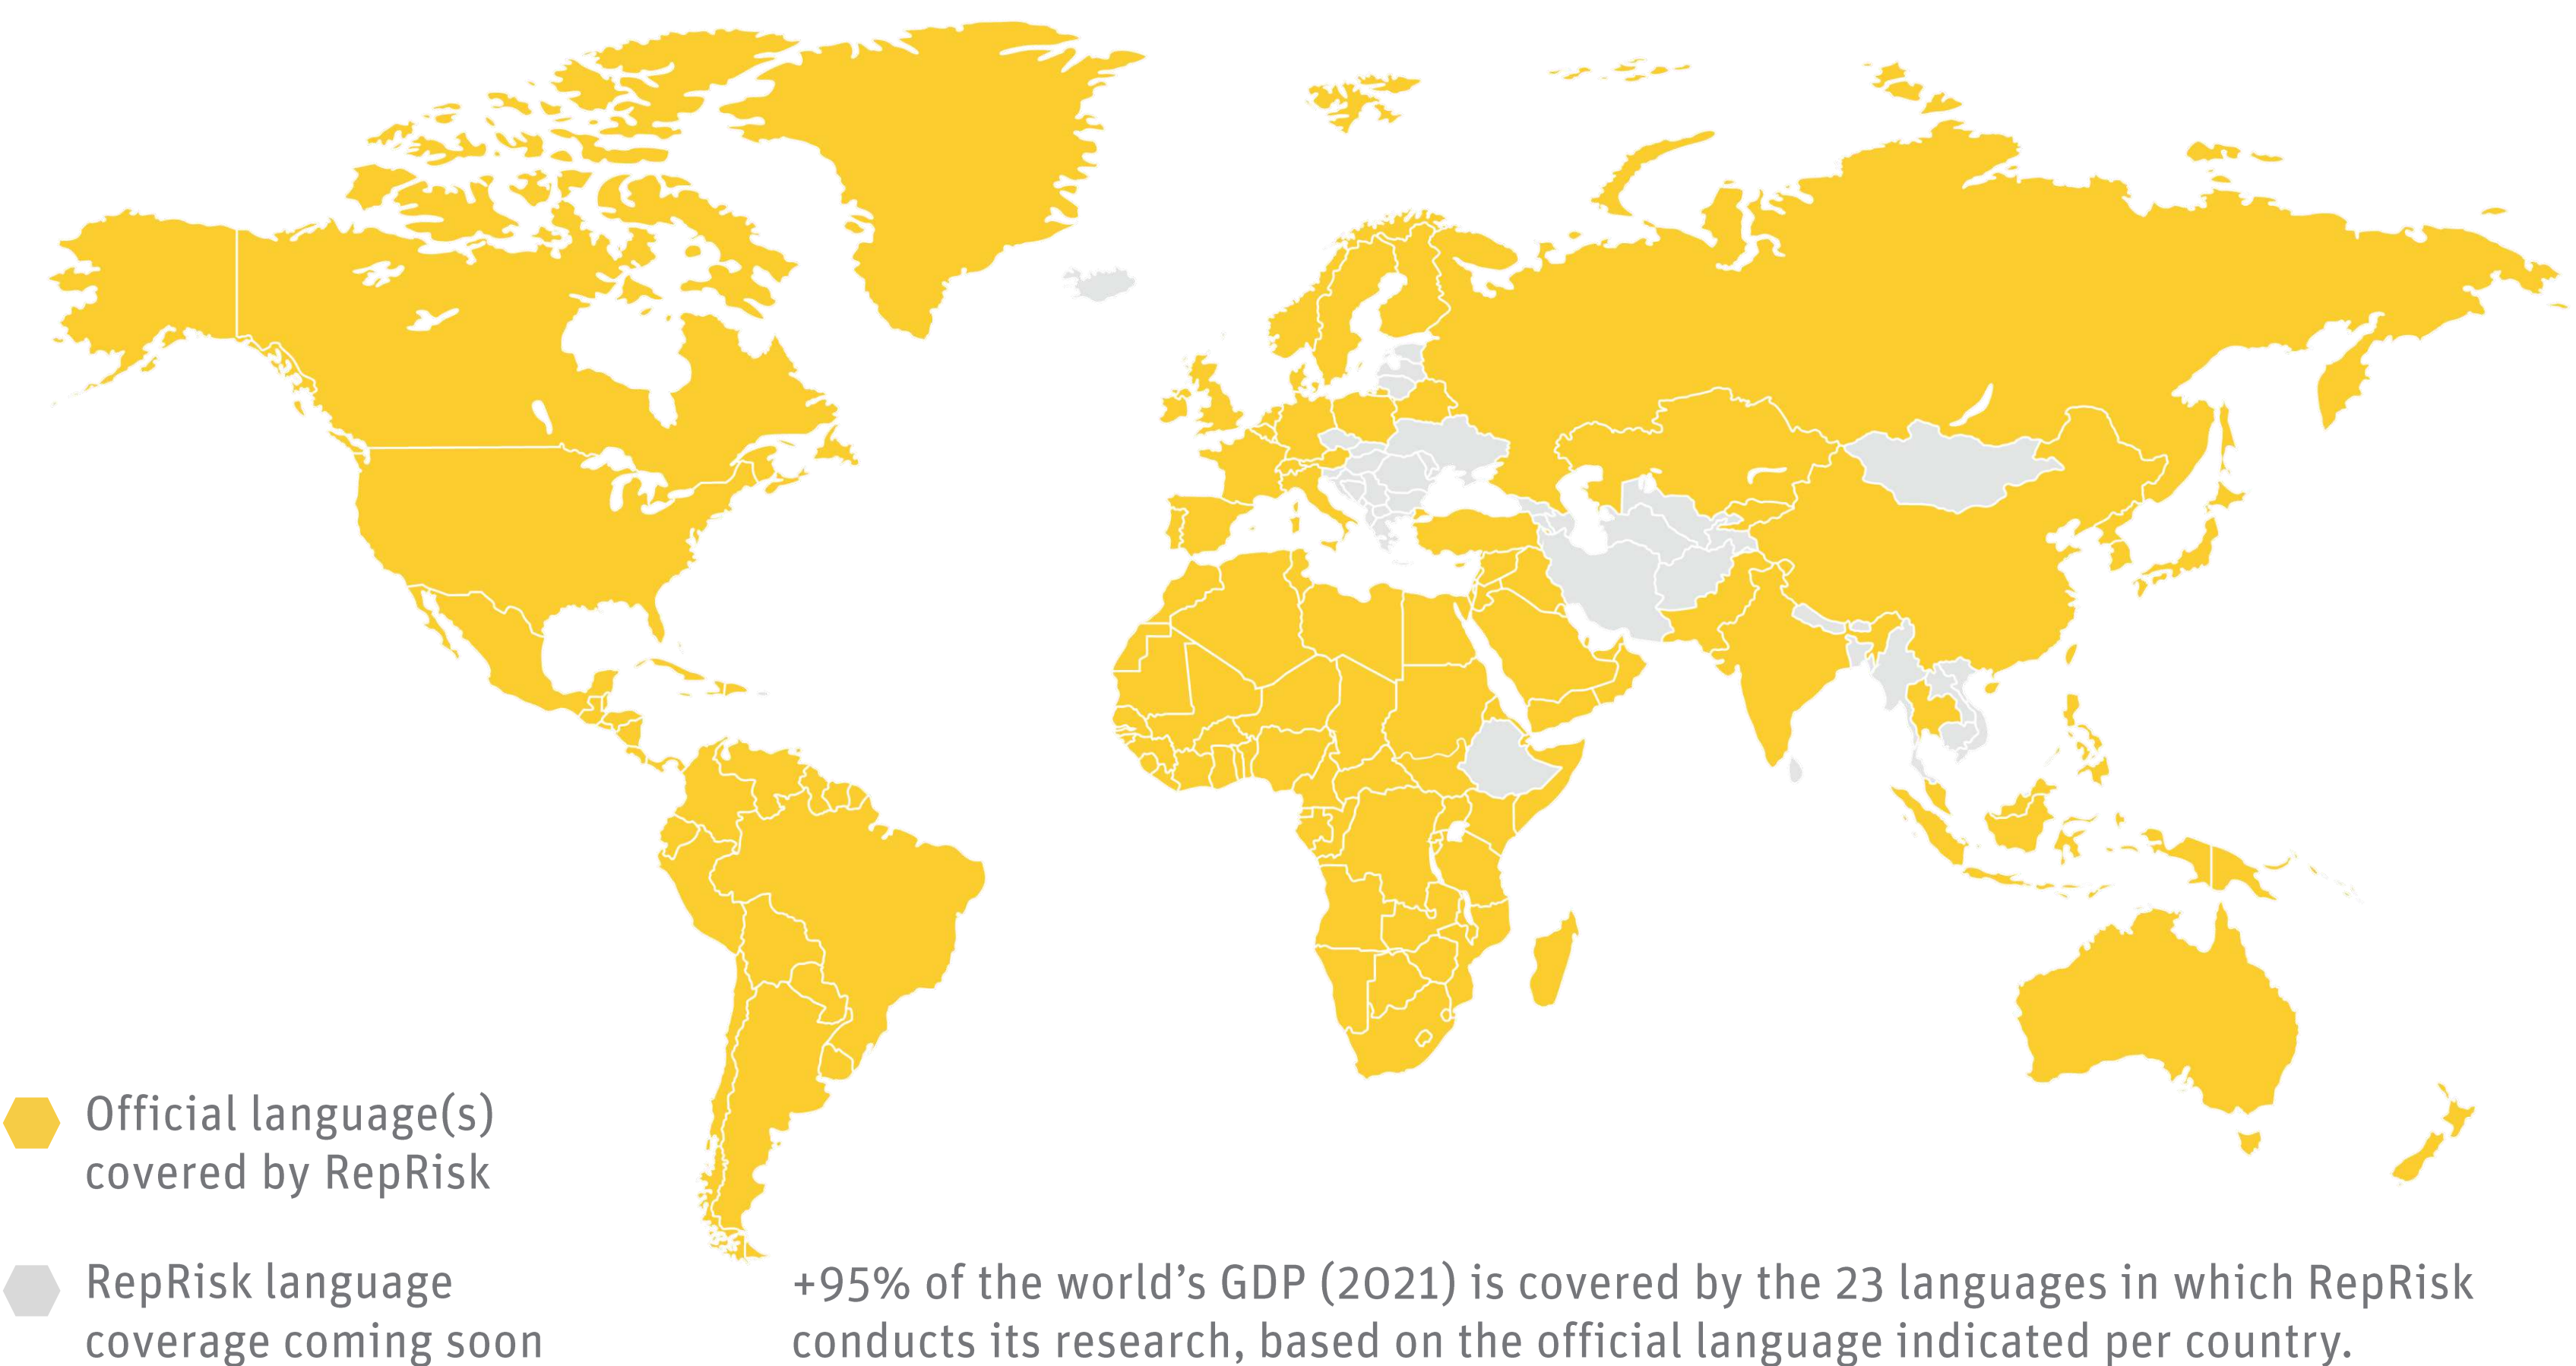 Official language(s)
covered by RepRisk
RepRisk language
coverage coming soon
+95% of the world's GDP (2021) is covered by the 23 languages in which RepRisk
conducts its research, based on the official language indicated per country.